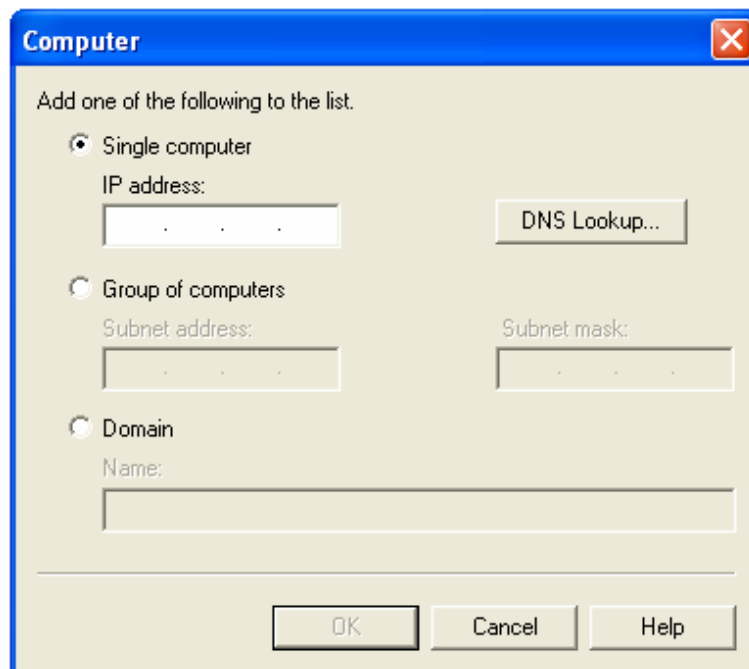 Computer
Add one of the following to the list.
Single computer
IP address:
. . .
DNS Lookup...
Group of computers
Subnet address:
Subnet mask:
. . .
. . .
Domain
Name:
OK
Cancel
Help